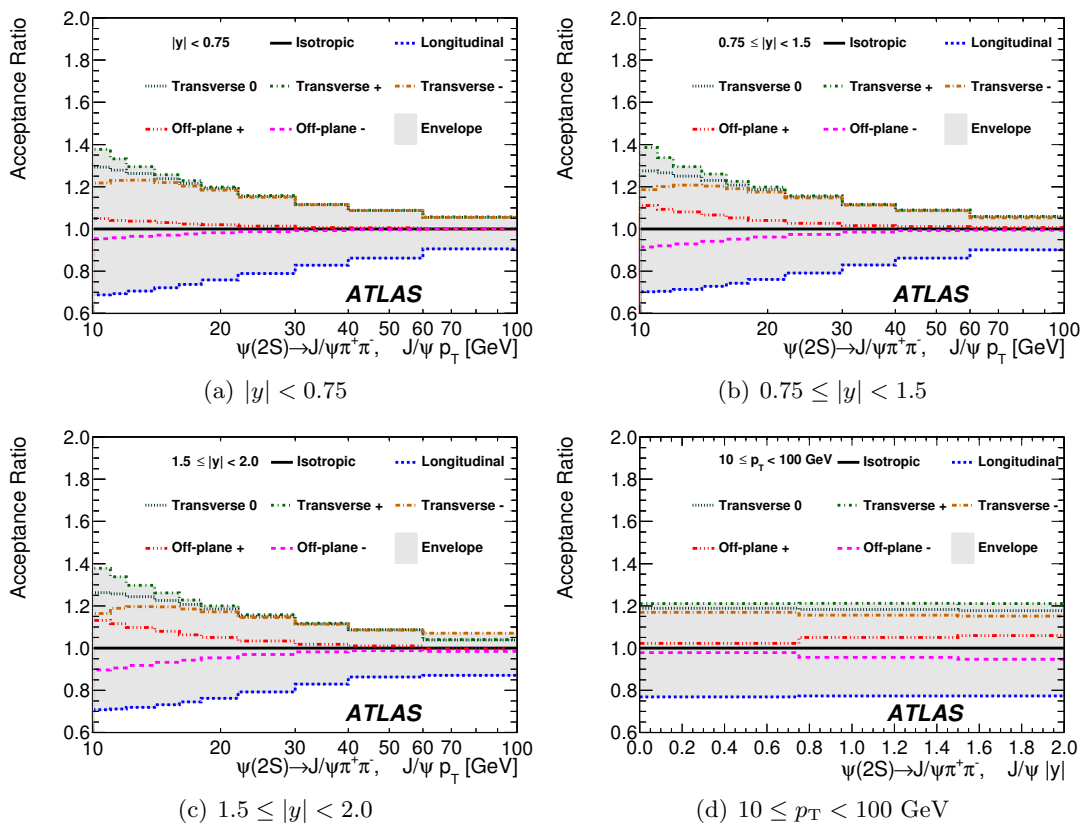 Acceptance Ratio
2.0
1.8
1.6
1.4
1.2
1.0
0.8
0.6
|y| < 0.75 Isotropic Longitudinal
Transverse 0 Transverse + Transverse -
Off-plane + Off-plane - Envelope
ATLAS
10 20 30 40 50 60 70 100
ψ(2S)→J/ψπ⁺π⁻, J/ψ p_T [GeV]
(a) |y| < 0.75
Acceptance Ratio
2.0
1.8
1.6
1.4
1.2
1.0
0.8
0.6
0.75 ≤ |y| < 1.5 Isotropic Longitudinal
Transverse 0 Transverse + Transverse -
Off-plane + Off-plane - Envelope
ATLAS
10 20 30 40 50 60 70 100
ψ(2S)→J/ψπ⁺π⁻, J/ψ p_T [GeV]
(b) 0.75 ≤ |y| < 1.5
Acceptance Ratio
2.0
1.8
1.6
1.4
1.2
1.0
0.8
0.6
1.5 ≤ |y| < 2.0 Isotropic Longitudinal
Transverse 0 Transverse + Transverse -
Off-plane + Off-plane - Envelope
ATLAS
10 20 30 40 50 60 70 100
ψ(2S)→J/ψπ⁺π⁻, J/ψ p_T [GeV]
(c) 1.5 ≤ |y| < 2.0
Acceptance Ratio
2.0
1.8
1.6
1.4
1.2
1.0
0.8
0.6
10 ≤ p_T < 100 GeV Isotropic Longitudinal
Transverse 0 Transverse + Transverse -
Off-plane + Off-plane - Envelope
ATLAS
0.0 0.2 0.4 0.6 0.8 1.0 1.2 1.4 1.6 1.8 2.0
ψ(2S)→J/ψπ⁺π⁻, J/ψ |y|
(d) 10 ≤ p_T < 100 GeV